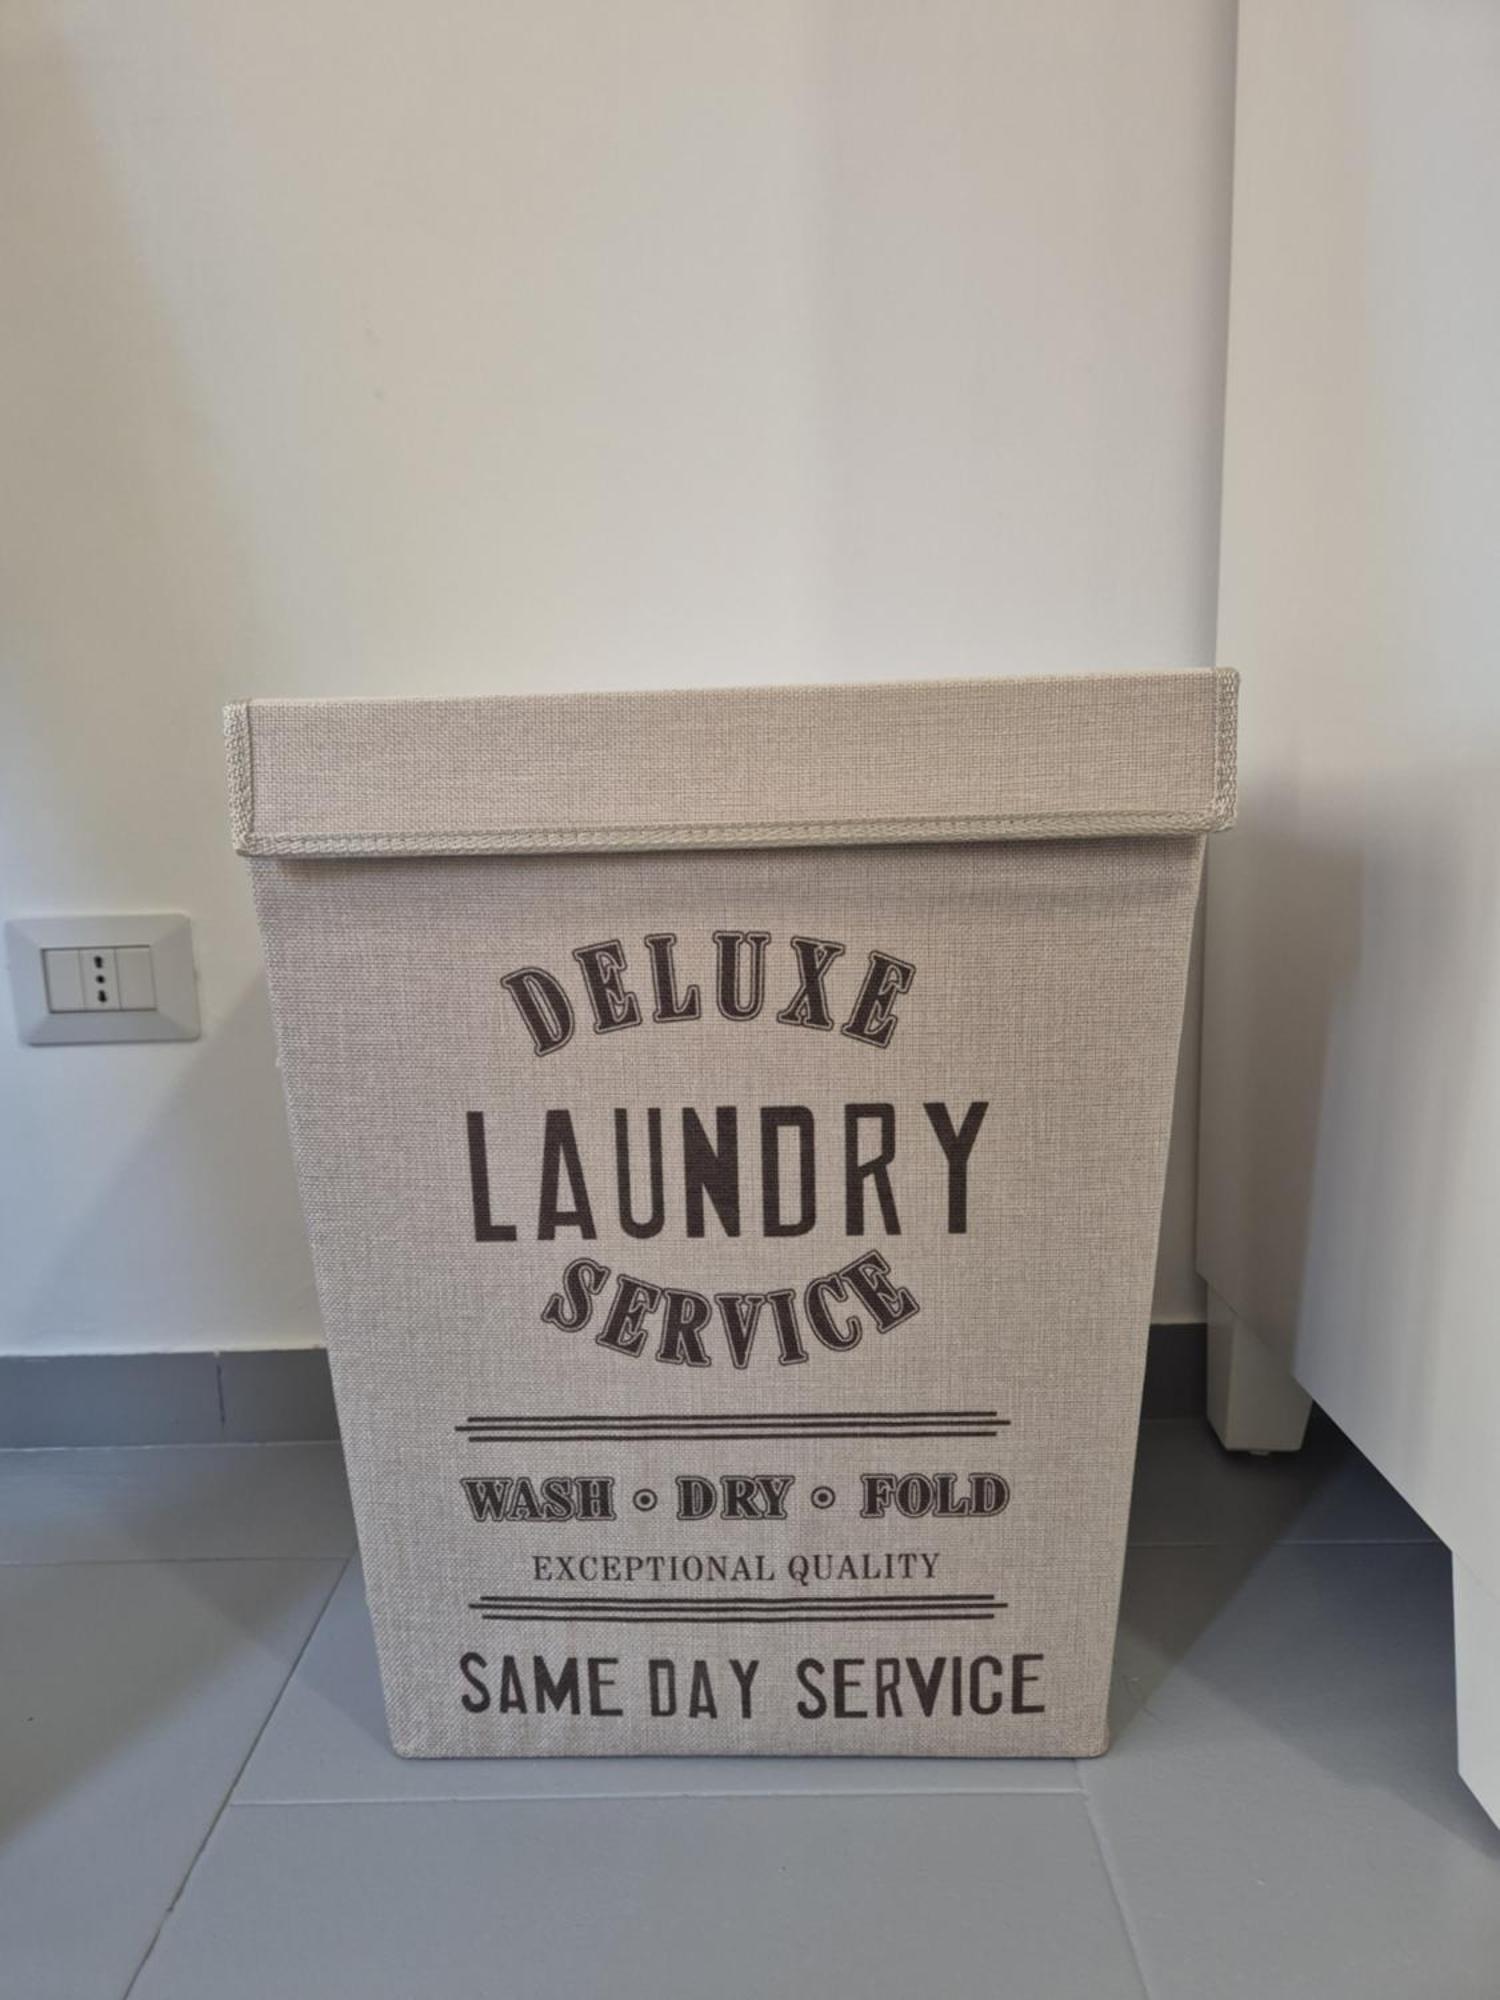 DELUXE
LAUNDRY
SERVICE
WASH • DRY • FOLD
EXCEPTIONAL QUALITY
SAME DAY SERVICE